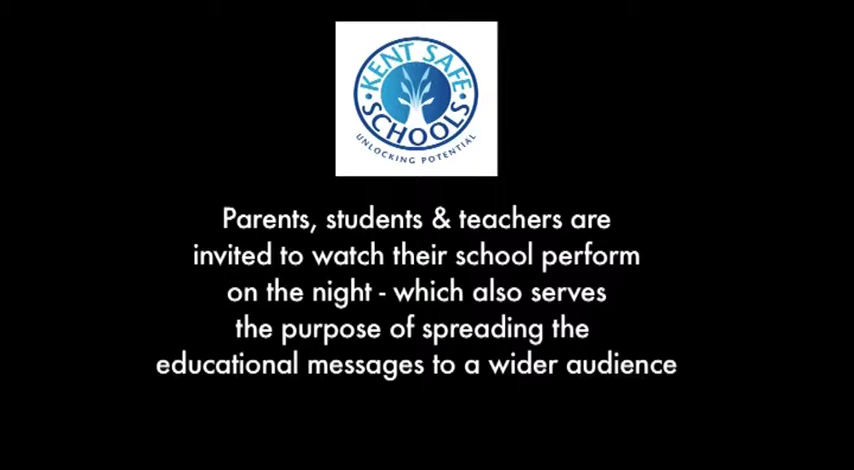 KENT SAFE
SCHOOLS
UNLOCKING POTENTIAL
Parents, students & teachers are
invited to watch their school perform
on the night - which also serves
the purpose of spreading the
educational messages to a wider audience